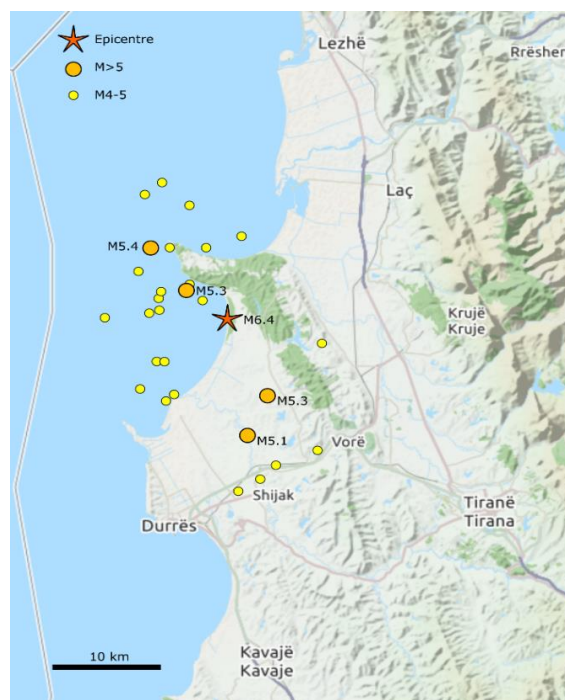 Epicentre
M>5
M4-5
Lezhë
Rrëshen
Laç
M5.4
M5.3
Krujë
Kruje
M6.4
M5.3
M5.1
Vorë
Shijak
Tiranë
Tirana
Durrës
10 km
Kavajë
Kavaje